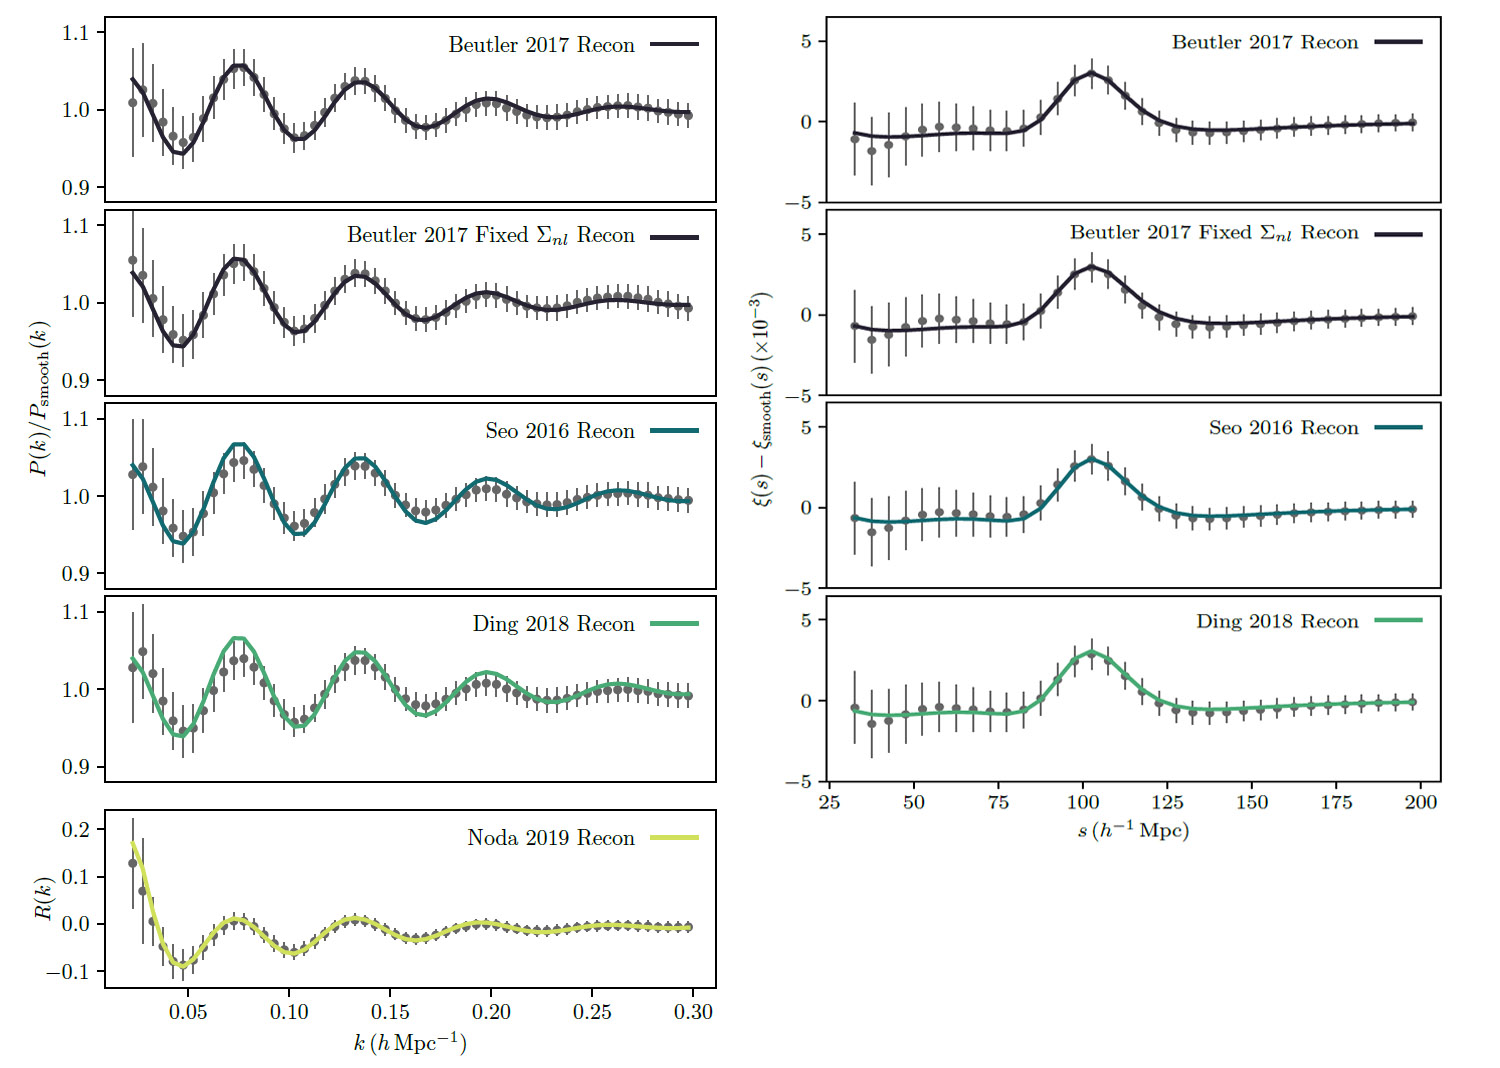 Beutler 2017 Recon
1.1
1.0
0.9
Beutler 2017 Fixed Σnl Recon
1.1
1.0
0.9
Seo 2016 Recon
1.1
1.0
0.9
Ding 2018 Recon
1.1
1.0
0.9
P(k)/Psmooth(k)
Noda 2019 Recon
0.2
0.1
0.0
−0.1
R(k)
0.05 0.10 0.15 0.20 0.25 0.30
k (h Mpc−1)
Beutler 2017 Recon
5
0
−5
Beutler 2017 Fixed Σnl Recon
5
0
−5
Seo 2016 Recon
5
0
−5
Ding 2018 Recon
5
0
−5
ξ(s) − ξsmooth(s) (×10−3)
25 50 75 100 125 150 175 200
s (h−1 Mpc)